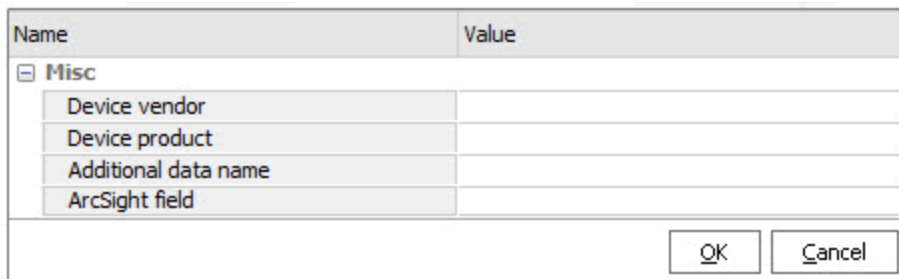 Name Value
Misc
Device vendor
Device product
Additional data name
ArcSight field
OK Cancel